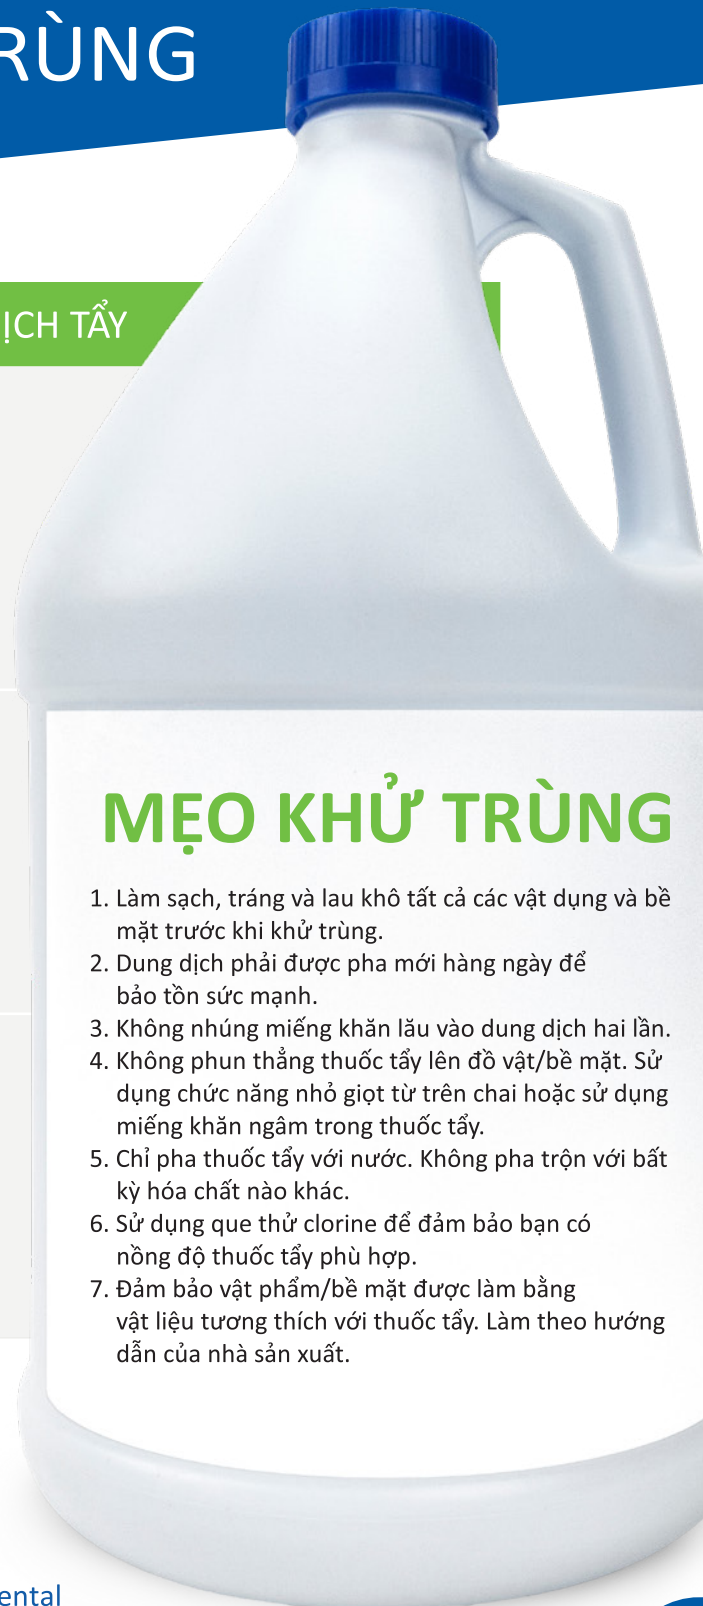 RÙNG
ỊCH TẨY
MẸO KHỬ TRÙNG
1. Làm sạch, tráng và lau khô tất cả các vật dụng và bề
mặt trước khi khử trùng.
2. Dung dịch phải được pha mới hàng ngày để
bảo tồn sức mạnh.
3. Không nhúng miếng khăn lău vào dung dịch hai lần.
4. Không phun thẳng thuốc tẩy lên đồ vật/bề mặt. Sử
dụng chức năng nhỏ giọt từ trên chai hoặc sử dụng
miếng khăn ngâm trong thuốc tẩy.
5. Chỉ pha thuốc tẩy với nước. Không pha trộn với bất
kỳ hóa chất nào khác.
6. Sử dụng que thử clorine để đảm bảo bạn có
nồng độ thuốc tẩy phù hợp.
7. Đảm bảo vật phẩm/bề mặt được làm bằng
vật liệu tương thích với thuốc tẩy. Làm theo hướng
dẫn của nhà sản xuất.
ental